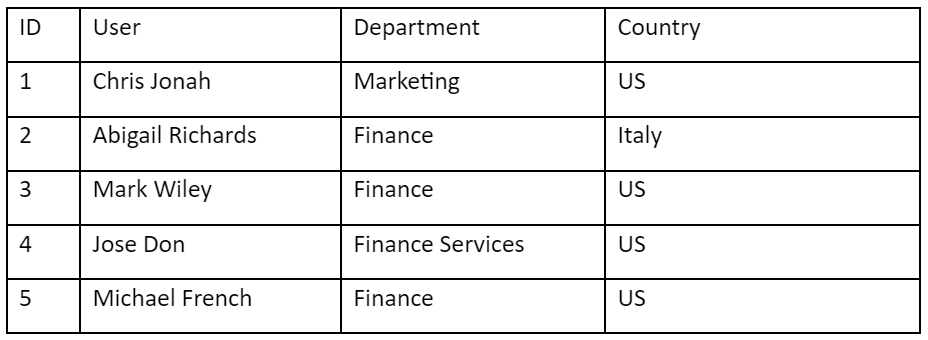 ID User Department Country
1 Chris Jonah Marketing US
2 Abigail Richards Finance Italy
3 Mark Wiley Finance US
4 Jose Don Finance Services US
5 Michael French Finance US